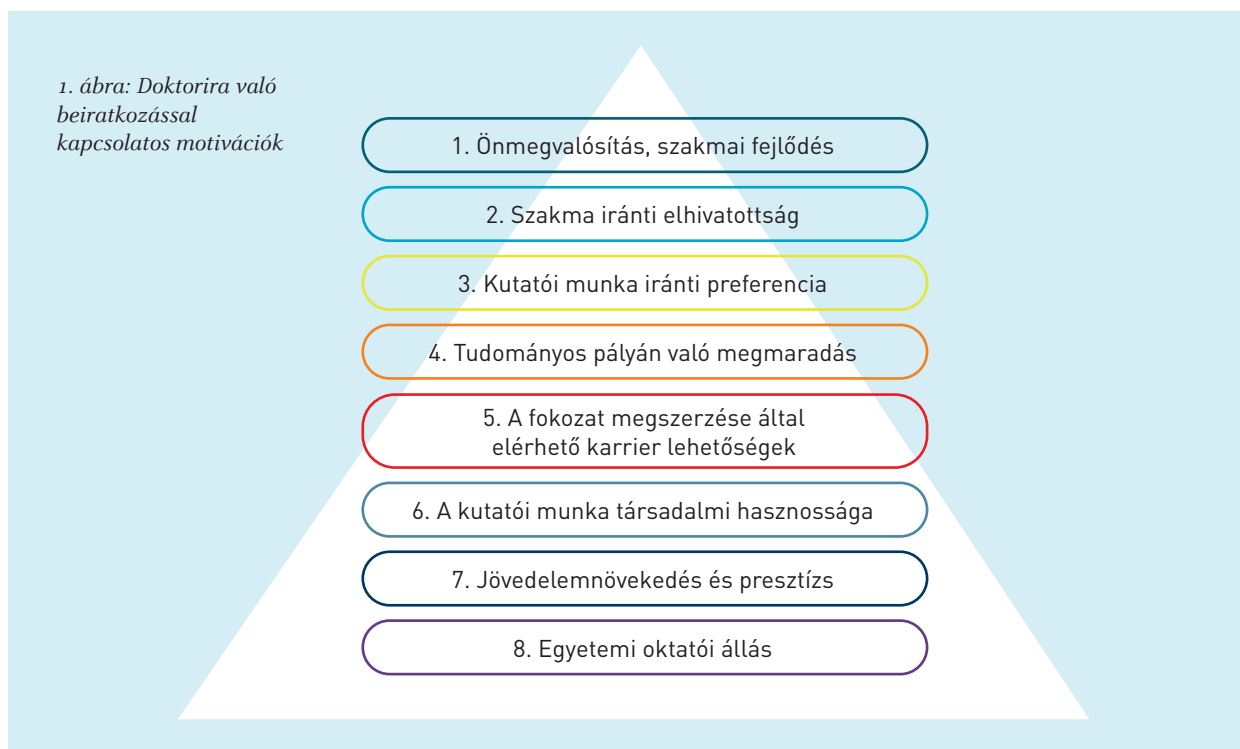 1. ábra: Doktorira való
beiratkozással
kapcsolatos motivációk
1. Önmegvalósítás, szakmai fejlődés
2. Szakma iránti elhivatottság
3. Kutatói munka iránti preferencia
4. Tudományos pályán való megmaradás
5. A fokozat megszerzése által
elérhető karrier lehetőségek
6. A kutatói munka társadalmi hasznossága
7. Jövedelemnövekedés és presztízs
8. Egyetemi oktatói állás